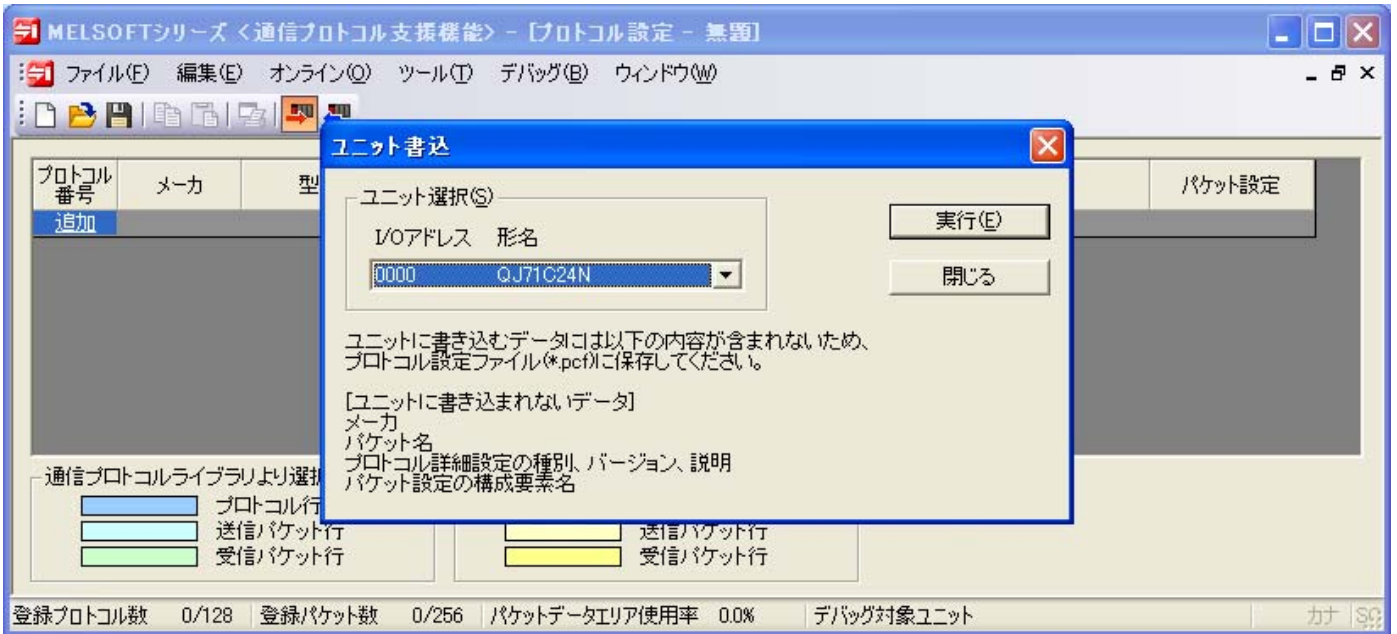 MELSOFTシリーズ <通信プロトコル支援機能> - [プロトコル設定 - 無題]
ファイル(F) 編集(E) オンライン(O) ツール(T) デバッグ(B) ウィンドウ(W)
ユニット書込
プロトコル番号 メーカ 型 パケット設定
追加
ユニット選択(S)
I/Oアドレス 形名
0000 QJ71C24N
実行(E)
閉じる
ユニットに書き込むデータには以下の内容が含まれないため、
プロトコル設定ファイル(*.pcf)に保存してください。
[ユニットに書き込まれないデータ]
メーカ
パケット名
プロトコル詳細設定の種別、バージョン、説明
パケット設定の構成要素名
通信プロトコルライブラリより選択
プロトコル行
送信パケット行 送信パケット行
受信パケット行 受信パケット行
登録プロトコル数 0/128 登録パケット数 0/256 パケットデータエリア使用率 0.0% デバッグ対象ユニット カナ